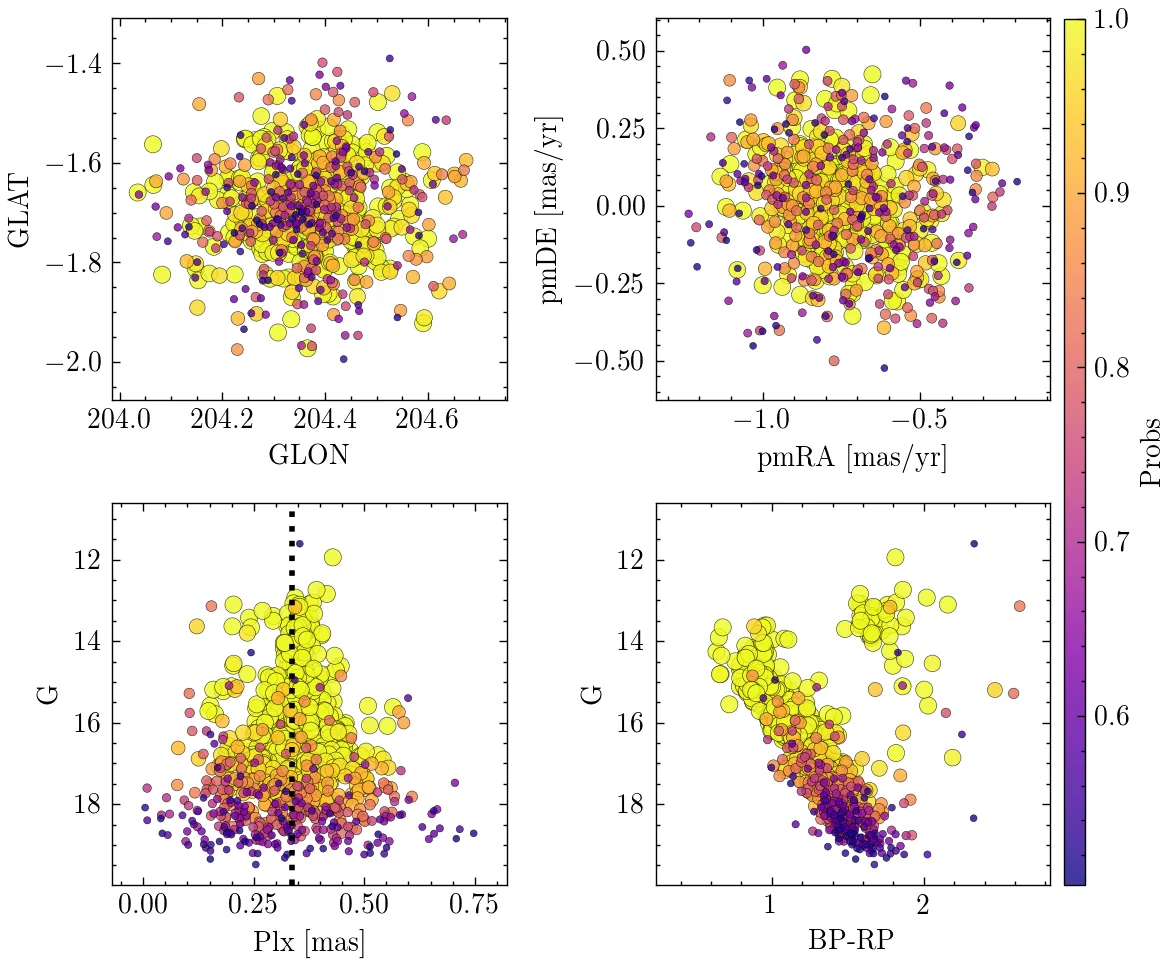 −1.4
−1.6
−1.8
−2.0
GLAT
204.0 204.2 204.4 204.6
GLON
0.50
0.25
0.00
−0.25
−0.50
pmDE [mas/yr]
−1.0 −0.5
pmRA [mas/yr]
12
14
16
18
G
0.00 0.25 0.50 0.75
Plx [mas]
12
14
16
18
G
1 2
BP-RP
1.0
0.9
0.8
0.7
0.6
Probs